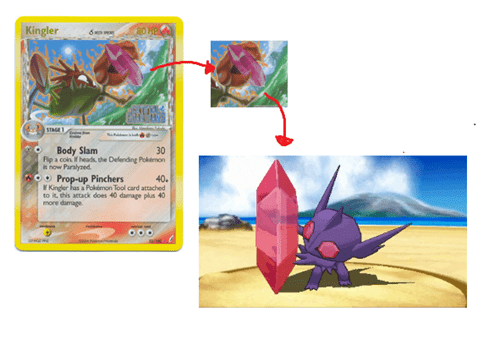 Kingler
80 HP
STAGE 1
Body Slam 30
Flip a coin. If heads, the Defending Pokémon
is now Paralyzed.
Prop-up Pinchers 40+
If Kingler has a Pokémon Tool card attached
to it, this attack does 40 damage plus 40
more damage.